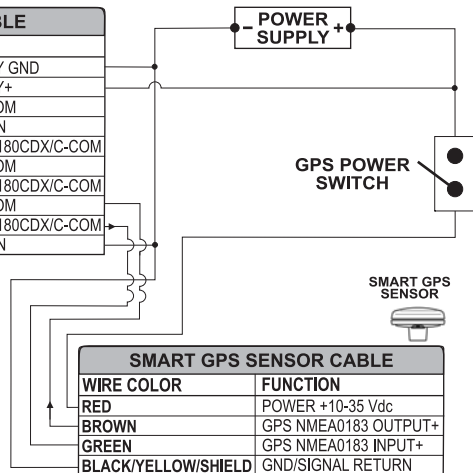 BLE
- POWER SUPPLY +
Y GND
Y+
OM
N
180CDX/C-COM
OM
180CDX/C-COM
OM
180CDX/C-COM
N
GPS POWER
SWITCH
SMART GPS
SENSOR
SMART GPS SENSOR CABLE
WIRE COLOR FUNCTION
RED POWER +10-35 Vdc
BROWN GPS NMEA0183 OUTPUT+
GREEN GPS NMEA0183 INPUT+
BLACK/YELLOW/SHIELD GND/SIGNAL RETURN